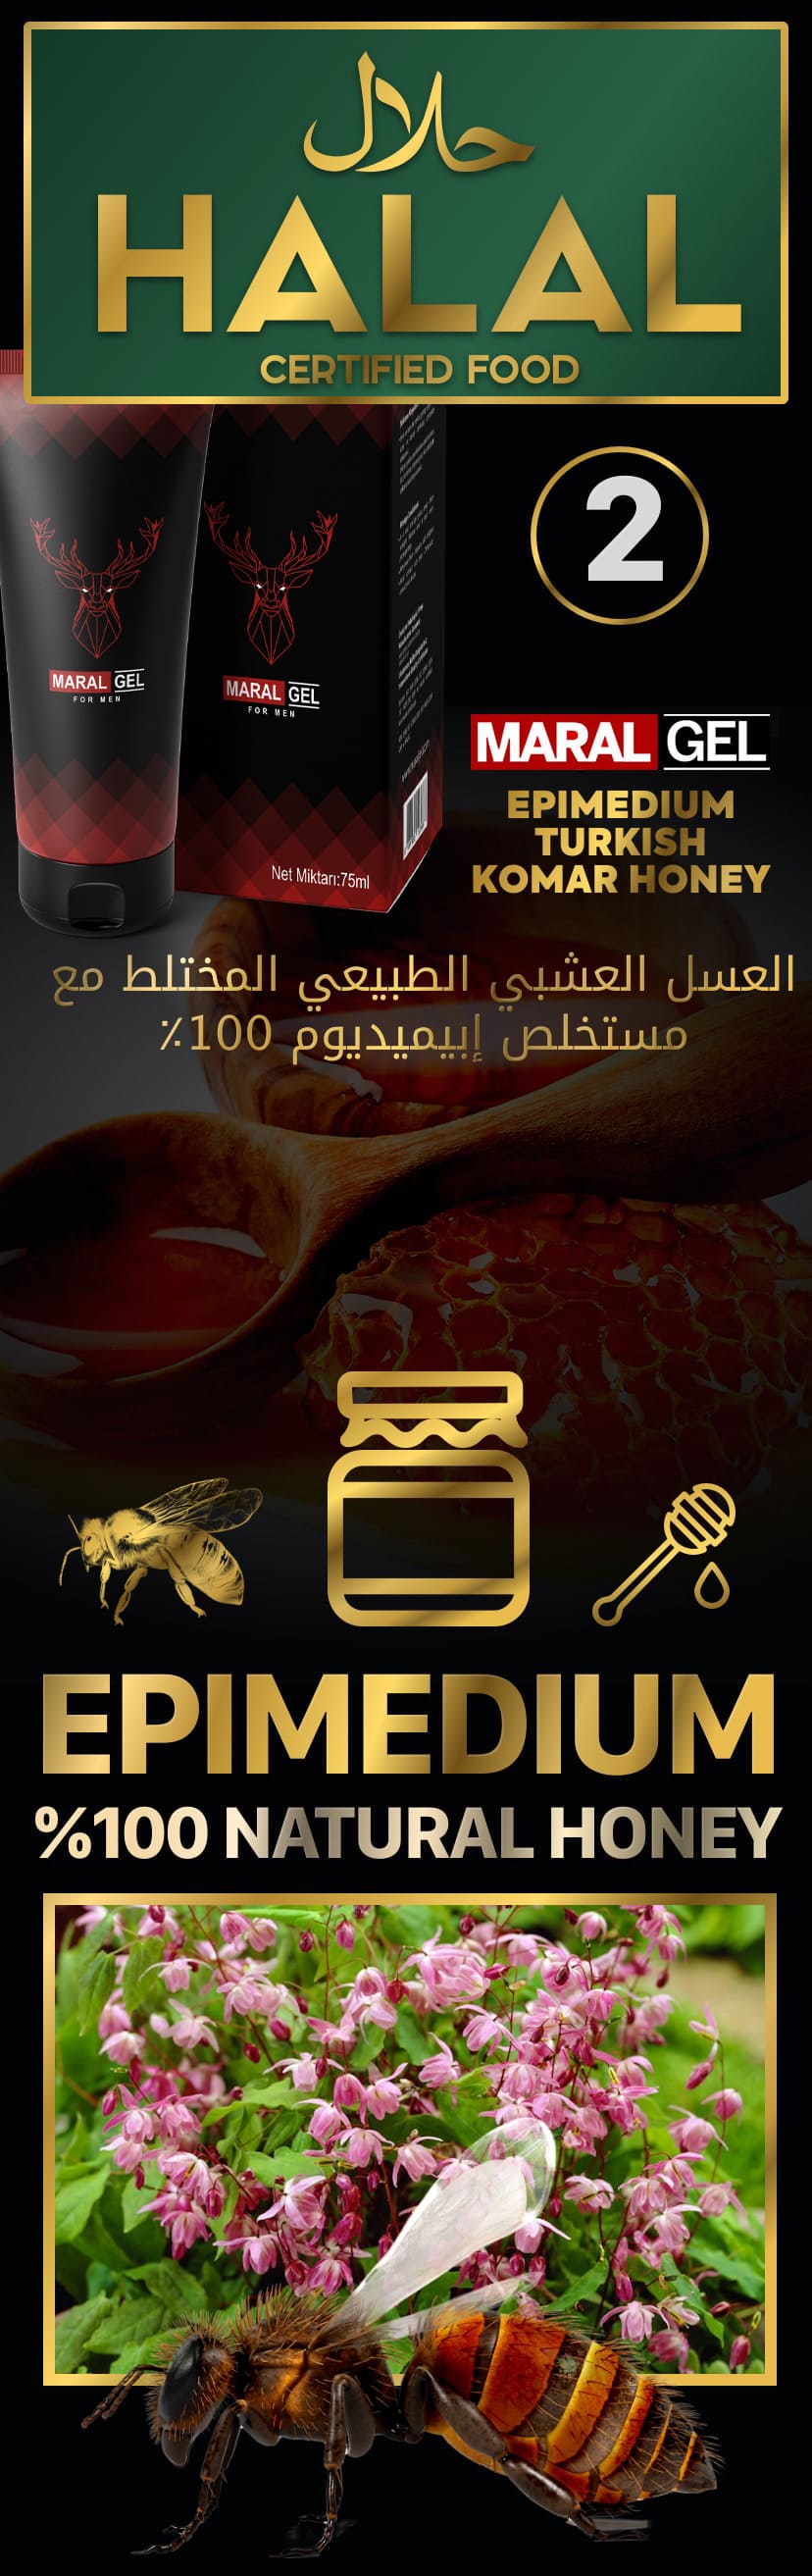 حلال
HALAL
CERTIFIED FOOD
2
MARAL GEL
FOR MEN
MARAL GEL
FOR MEN
Net Miktarı:75ml
MARAL GEL
EPIMEDIUM
TURKISH
KOMAR HONEY
العسل العشبي الطبيعي المختلط مع
مستخلص إبيميديوم 100٪
EPIMEDIUM
%100 NATURAL HONEY